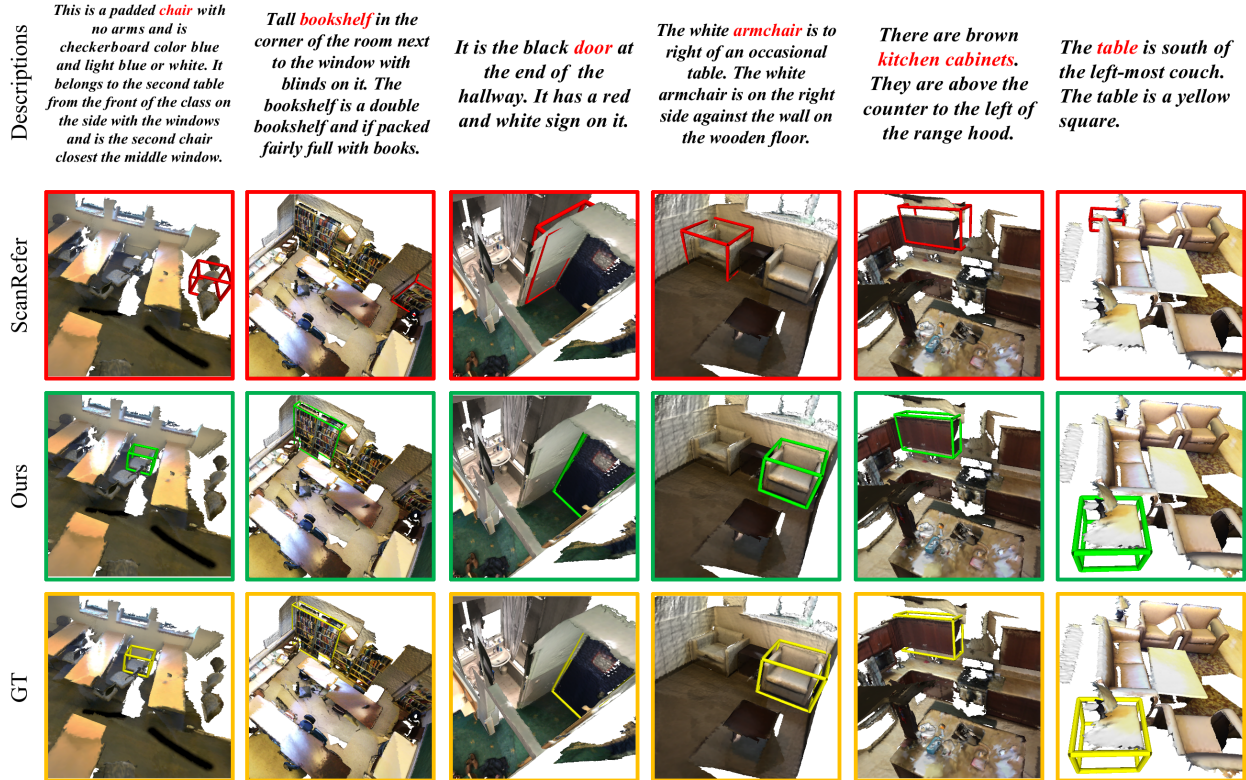 Descriptions
This is a padded chair with
no arms and is
checkerboard color blue
and light blue or white. It
belongs to the second table
from the front of the class on
the side with the windows
and is the second chair
closest the middle window.
Tall bookshelf in the
corner of the room next
to the window with
blinds on it. The
bookshelf is a double
bookshelf and if packed
fairly full with books.
It is the black door at
the end of the
hallway. It has a red
and white sign on it.
The white armchair is to
right of an occasional
table. The white
armchair is on the right
side against the wall on
the wooden floor.
There are brown
kitchen cabinets.
They are above the
counter to the left of
the range hood.
The table is south of
the left-most couch.
The table is a yellow
square.
ScanRefer
Ours
GT